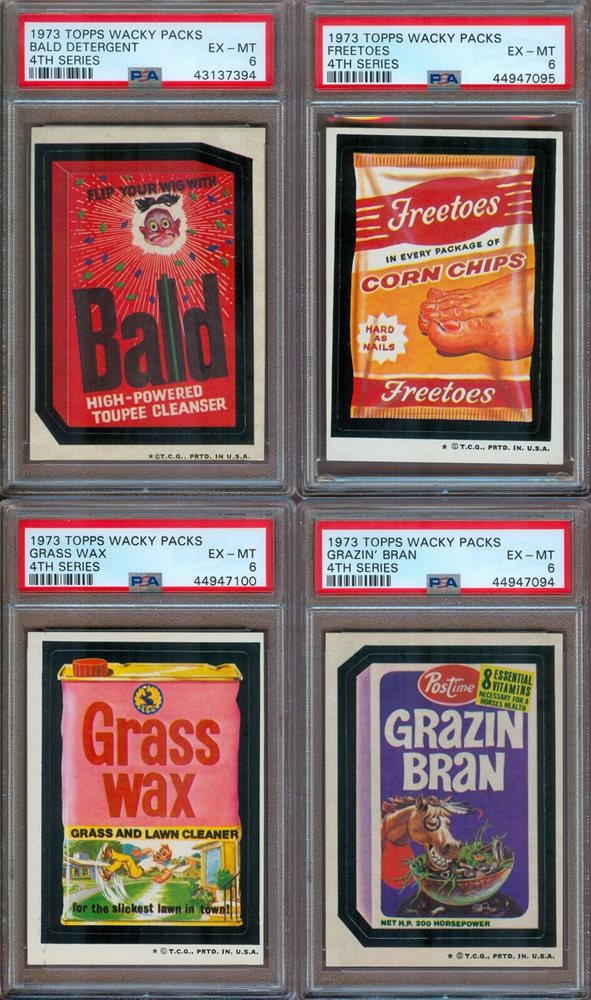 1973 TOPPS WACKY PACKS
BALD DETERGENT EX - MT
4TH SERIES 6
PSA 43137394
FLIP YOUR WIG WITH
Bald
HIGH-POWERED
TOUPEE CLEANSER
* ©T.C.G., PRTD. IN U.S.A.
1973 TOPPS WACKY PACKS
FREETOES EX - MT
4TH SERIES 6
PSA 44947095
Freetoes
IN EVERY PACKAGE OF
CORN CHIPS
HARD
AS
NAILS
Freetoes
* ©T.C.G., PRTD. IN. U.S.A.
1973 TOPPS WACKY PACKS
GRASS WAX EX - MT
4TH SERIES 6
PSA 44947100
Grass
wax
GRASS AND LAWN CLEANER
for the slickest lawn in town!
* ©T.C.G., PRTD. IN. U.S.A.
1973 TOPPS WACKY PACKS
GRAZIN' BRAN EX - MT
4TH SERIES 6
PSA 44947094
Postime
8 ESSENTIAL
VITAMINS
NECESSARY FOR A
HORSES HEALTH
GRAZIN
BRAN
NET H.P. 200 HORSEPOWER
* ©T.C.G., PRTD. IN. U.S.A.